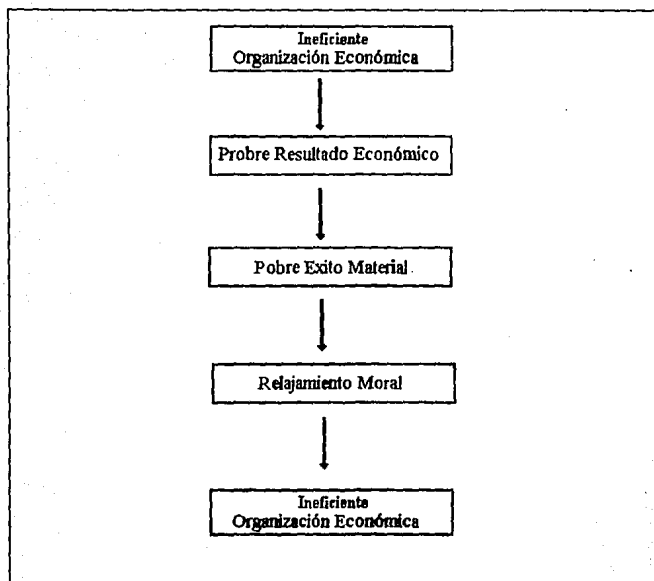 Ineficiente
Organización Económica
Probre Resultado Económico
Pobre Exito Material
Relajamiento Moral
Ineficiente
Organización Económica